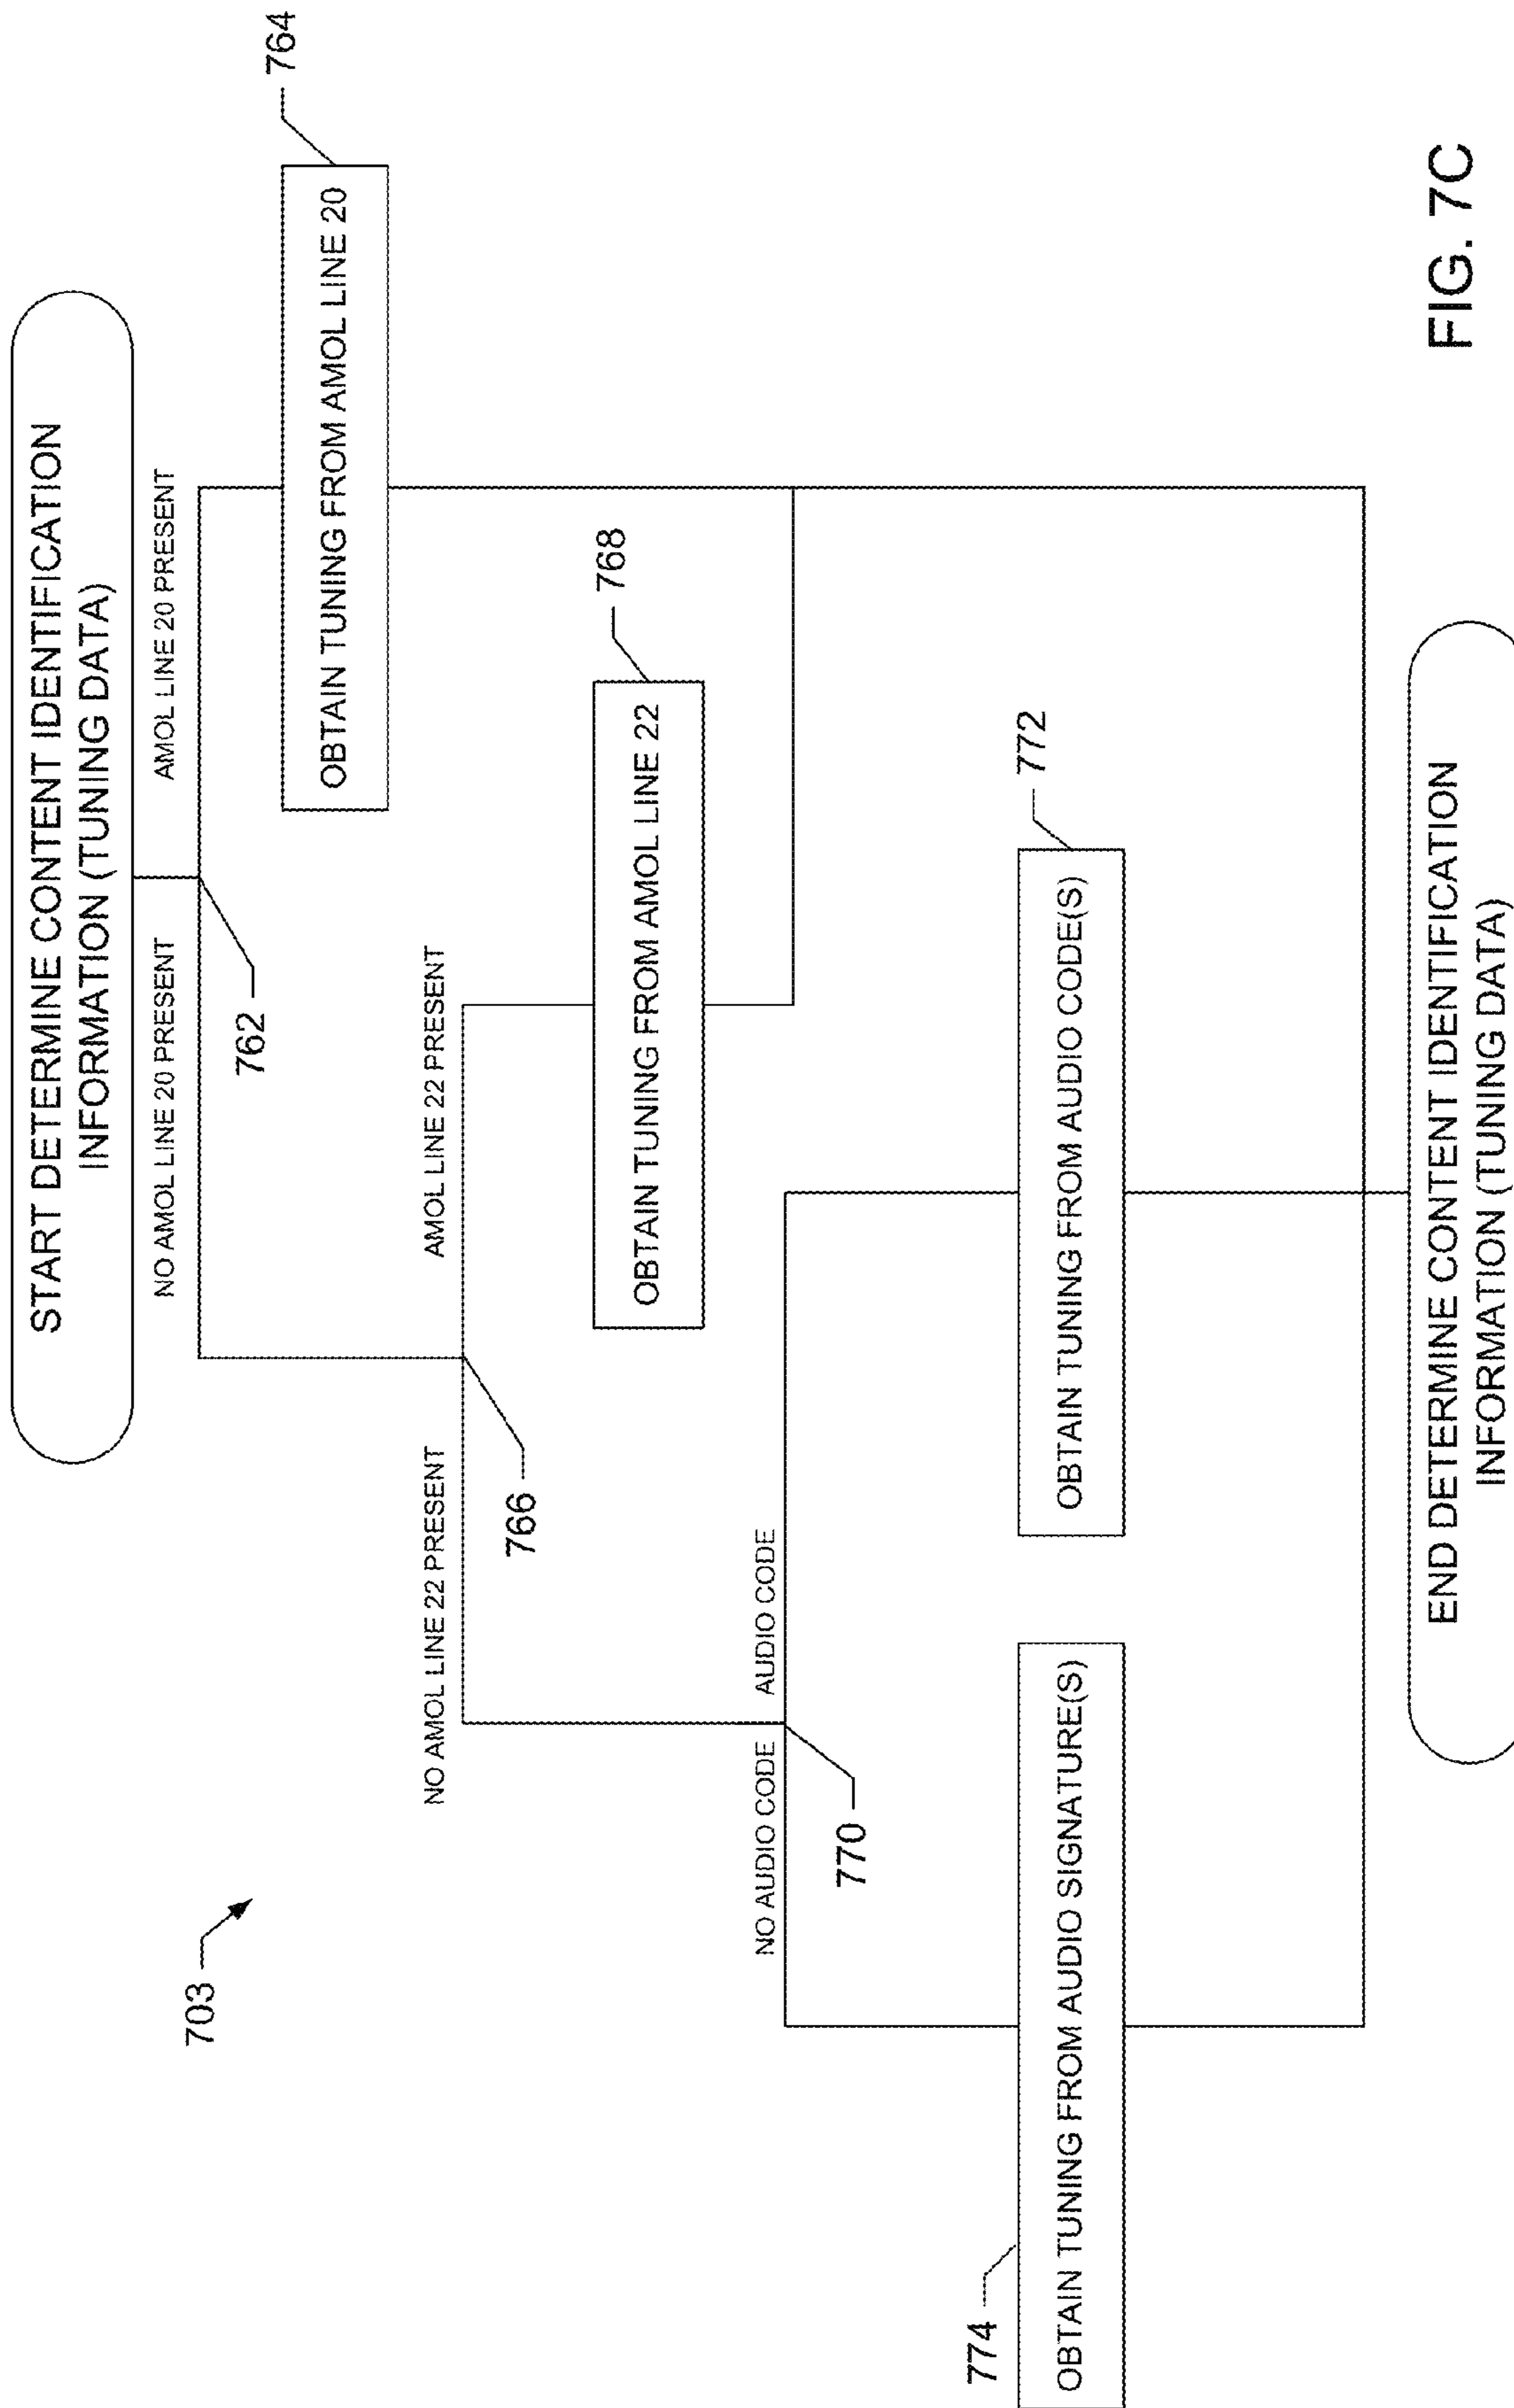 703
START DETERMINE CONTENT IDENTIFICATION
INFORMATION (TUNING DATA)
NO AMOL LINE 20 PRESENT
AMOL LINE 20 PRESENT
762
764
OBTAIN TUNING FROM AMOL LINE 20
NO AMOL LINE 22 PRESENT
AMOL LINE 22 PRESENT
766
768
OBTAIN TUNING FROM AMOL LINE 22
NO AUDIO CODE
AUDIO CODE
770
772
774
OBTAIN TUNING FROM AUDIO SIGNATURE(S)
OBTAIN TUNING FROM AUDIO CODE(S)
END DETERMINE CONTENT IDENTIFICATION
INFORMATION (TUNING DATA)
FIG. 7C